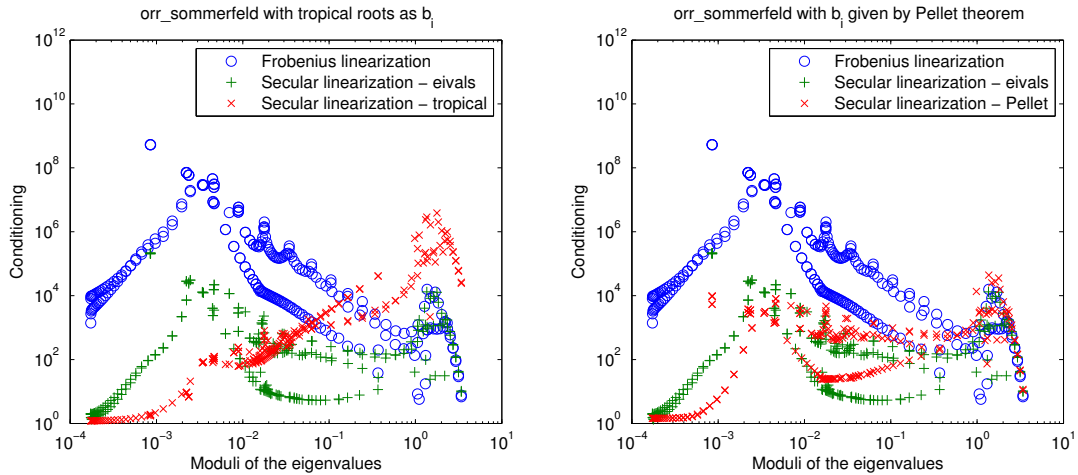 orr_sommerfeld with tropical roots as b_i
10^12
10^10
10^8
10^6
10^4
10^2
10^0
Conditioning
Frobenius linearization
Secular linearization – eivals
Secular linearization – tropical
10^-4
10^-3
10^-2
10^-1
10^0
10^1
Moduli of the eigenvalues
orr_sommerfeld with b_i given by Pellet theorem
10^12
10^10
10^8
10^6
10^4
10^2
10^0
Conditioning
Frobenius linearization
Secular linearization – eivals
Secular linearization – Pellet
10^-4
10^-3
10^-2
10^-1
10^0
10^1
Moduli of the eigenvalues